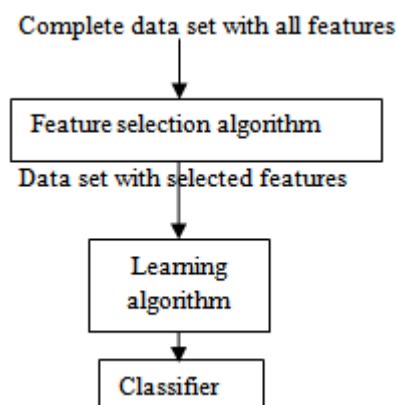 Complete data set with all features
Feature selection algorithm
Data set with selected features
Learning
algorithm
Classifier